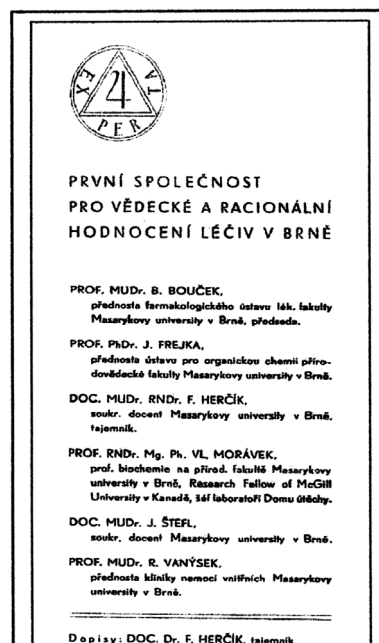 EX PER TA
PRVNÍ SPOLEČNOST
PRO VĚDECKÉ A RACIONÁLNÍ
HODNOCENÍ LÉČIV V BRNĚ
PROF. MUDr. B. BOUČEK,
přednosta farmakologického ústavu lék. fakulty
Masarykovy university v Brně, předseda.
PROF. PhDr. J. FREJKA,
přednosta ústavu pro organickou chemii příro-
dovědecké fakulty Masarykovy university v Brně.
DOC. MUDr. RNDr. F. HERČÍK,
soukr. docent Masarykovy university v Brně,
tajemník.
PROF. RNDr. Mg. Ph. VL. MORÁVEK,
prof. biochemie na přírod. fakultě Masarykovy
university v Brně, Research Fellow of McGill
University v Kanadě, šéf laboratoří Domu útěchy.
DOC. MUDr. J. ŠTEFL,
soukr. docent Masarykovy university v Brně.
PROF. MUDr. R. VANÝSEK,
přednosta kliniky nemocí vnitřních Masarykovy
university v Brně.
Dopisy: DOC. Dr. F. HERČÍK, tajemník